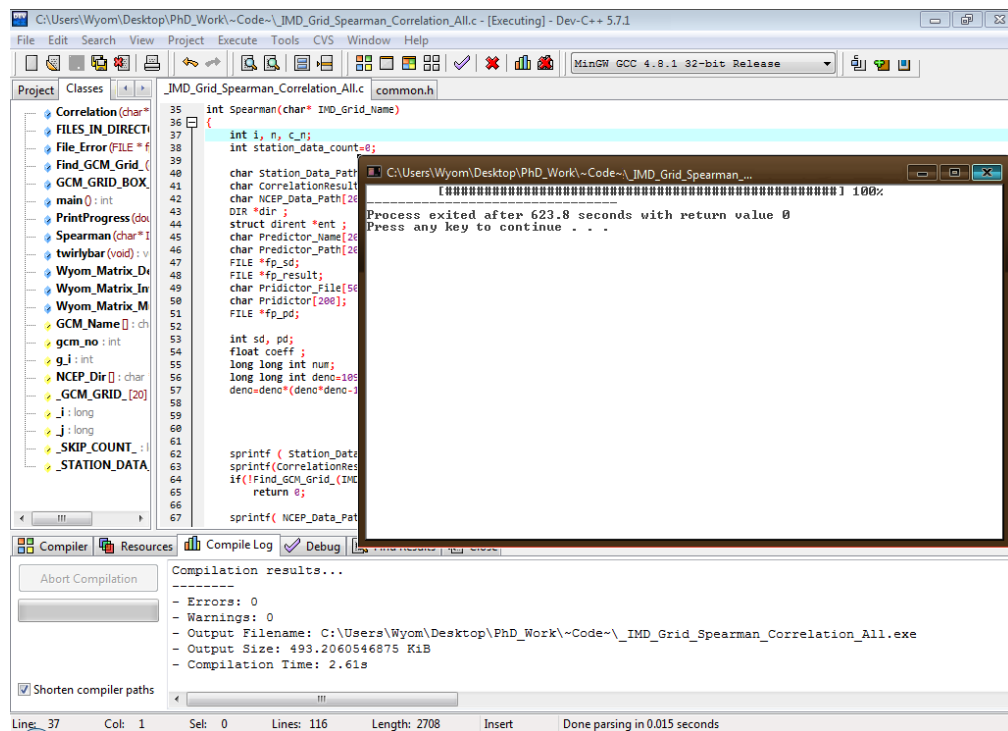 C:\Users\Wyom\Desktop\PhD_Work\~Code~\_IMD_Grid_Spearman_Correlation_All.c - [Executing] - Dev-C++ 5.7.1
File Edit Search View Project Execute Tools CVS Window Help
MinGW GCC 4.8.1 32-bit Release
Project Classes
_IMD_Grid_Spearman_Correlation_All.c common.h
Correlation (char*
FILES_IN_DIRECT
File_Error (FILE * f
Find_GCM_Grid_(
GCM_GRID_BOX_
main () : int
PrintProgress (dou
Spearman (char* I
twirlybar (void) : v
Wyom_Matrix_De
Wyom_Matrix_In
Wyom_Matrix_M
GCM_Name [] : ch
gcm_no : int
g_i : int
NCEP_Dir [] : char
_GCM_GRID_ [20]
_i : long
_j : long
_SKIP_COUNT_ : l
_STATION_DATA_
35 int Spearman(char* IMD_Grid_Name)
36 {
37 int i, n, c_n;
38 int station_data_count=0;
39
40 char Station_Data_Path
41 char CorrelationResult
42 char NCEP_Data_Path[20
43 DIR *dir ;
44 struct dirent *ent ;
45 char Predictor_Name[20
46 char Predictor_Path[20
47 FILE *fp_sd;
48 FILE *fp_result;
49 char Pridictor_File[50
50 char Pridictor[200];
51 FILE *fp_pd;
52
53 int sd, pd;
54 float coeff ;
55 long long int num;
56 long long int deno=109
57 deno=deno*(deno*deno-1
58
59
60
61
62 sprintf ( Station_Data
63 sprintf(CorrelationRes
64 if(!Find_GCM_Grid_(IMD
65 return 0;
66
67 sprintf( NCEP_Data_Pat
C:\Users\Wyom\Desktop\PhD_Work\~Code~\_IMD_Grid_Spearman_...
[##################################################] 100%
--------------------------------
Process exited after 623.8 seconds with return value 0
Press any key to continue . . .
Compiler Resources Compile Log Debug Find Results Close
Abort Compilation
Shorten compiler paths
Compilation results...
--------
- Errors: 0
- Warnings: 0
- Output Filename: C:\Users\Wyom\Desktop\PhD_Work\~Code~\_IMD_Grid_Spearman_Correlation_All.exe
- Output Size: 493.2060546875 KiB
- Compilation Time: 2.61s
Line: 37 Col: 1 Sel: 0 Lines: 116 Length: 2708 Insert Done parsing in 0.015 seconds